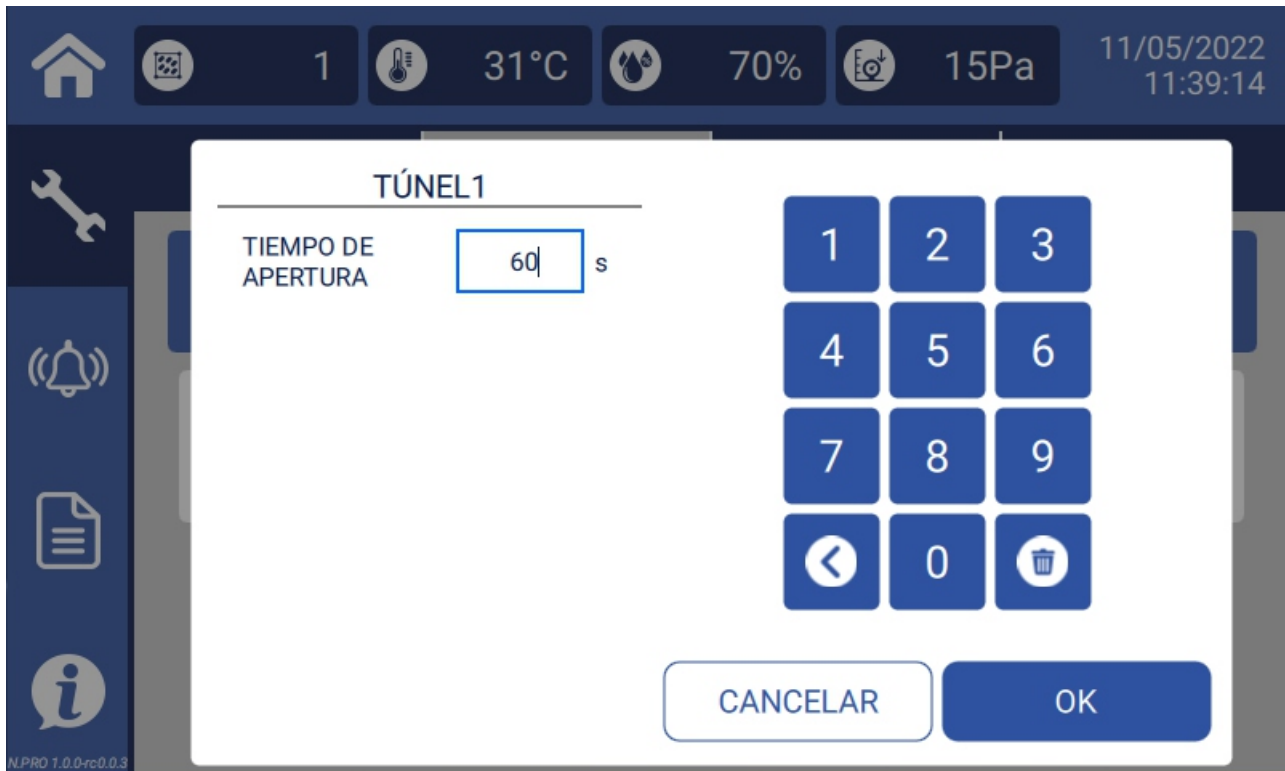 1
31°C
70%
15Pa
11/05/2022
11:39:14
TÚNEL1
TIEMPO DE
APERTURA
60
s
1 2 3
4 5 6
7 8 9
0
CANCELAR
OK
N.PRO 1.0.0-rc0.0.3